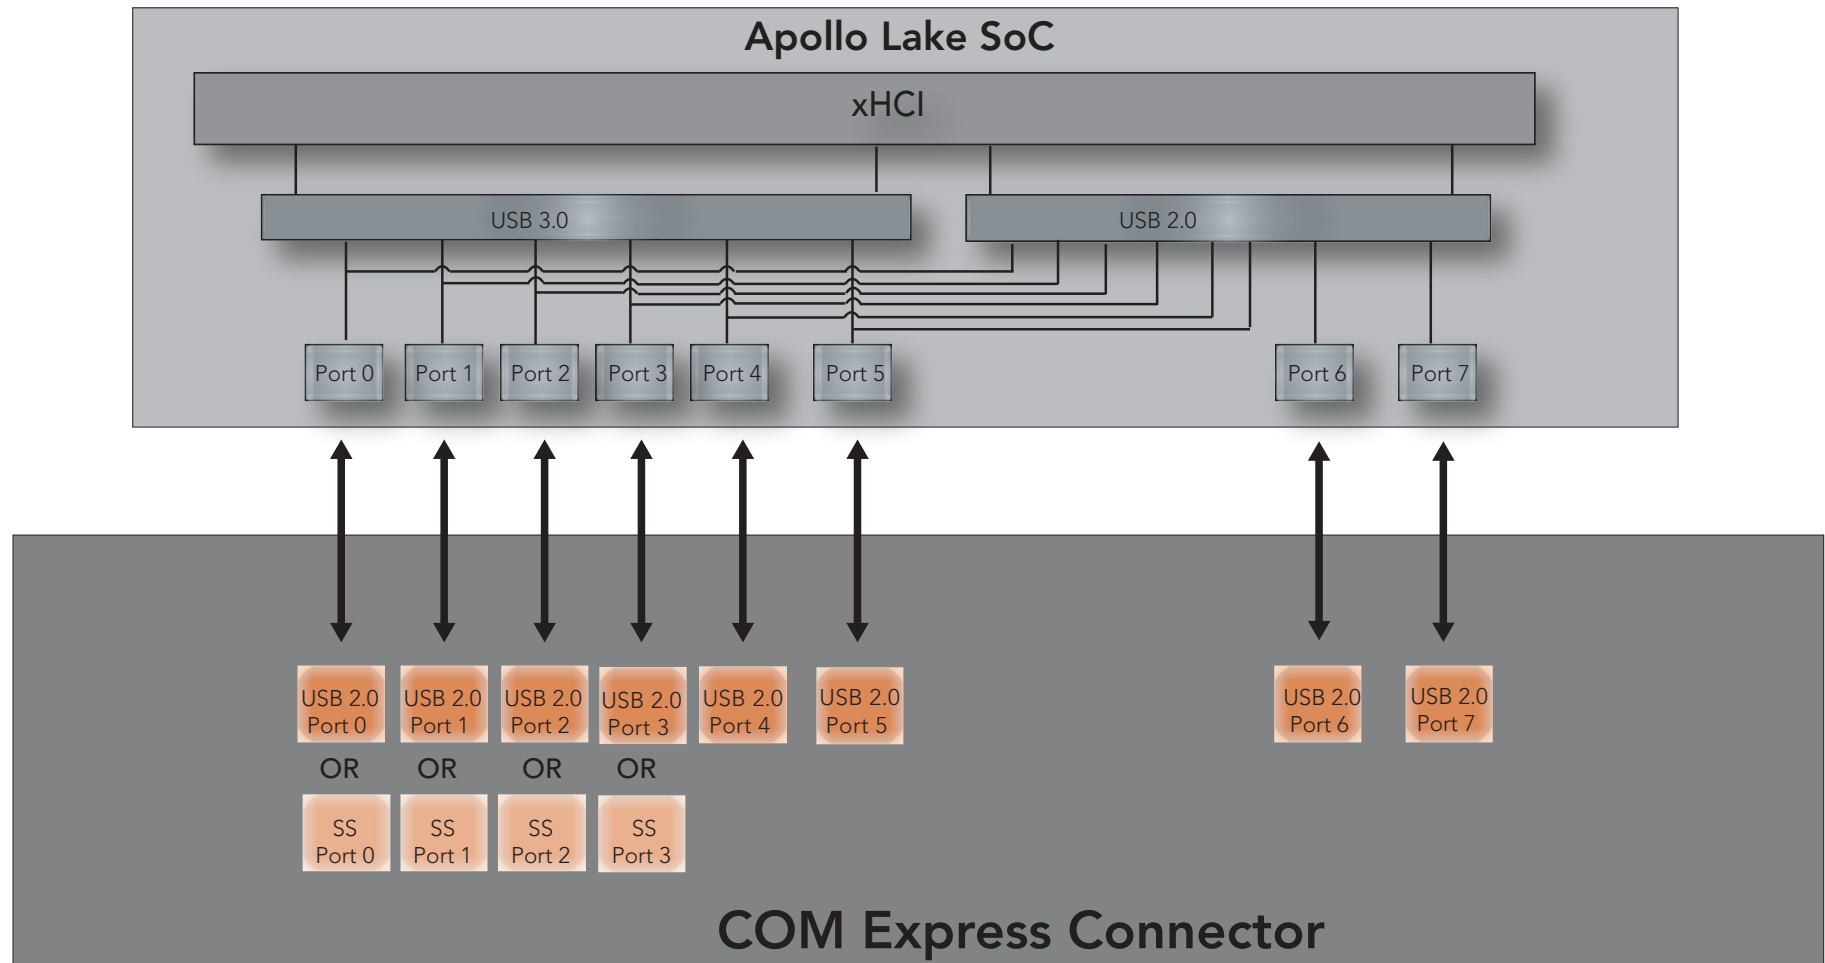 Apollo Lake SoC
xHCI
USB 3.0
USB 2.0
Port 0
Port 1
Port 2
Port 3
Port 4
Port 5
Port 6
Port 7
USB 2.0
Port 0
USB 2.0
Port 1
USB 2.0
Port 2
USB 2.0
Port 3
USB 2.0
Port 4
USB 2.0
Port 5
USB 2.0
Port 6
USB 2.0
Port 7
OR
OR
OR
OR
SS
Port 0
SS
Port 1
SS
Port 2
SS
Port 3
COM Express Connector